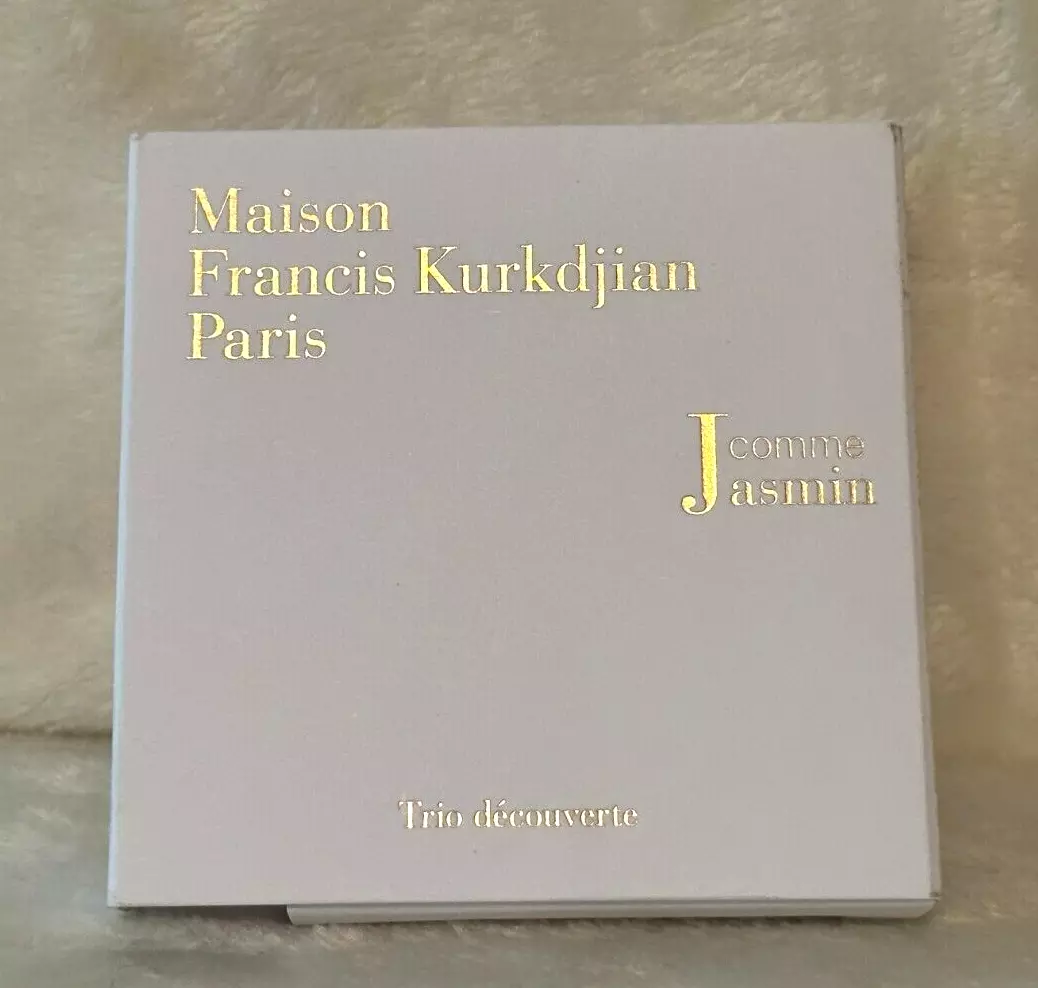 Maison
Francis Kurkdjian
Paris
J comme
Jasmin
Trio découverte